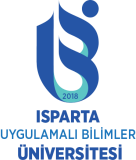 2018
ISPARTA
UYGULAMALI BİLİMLER
ÜNİVERSİTESİ